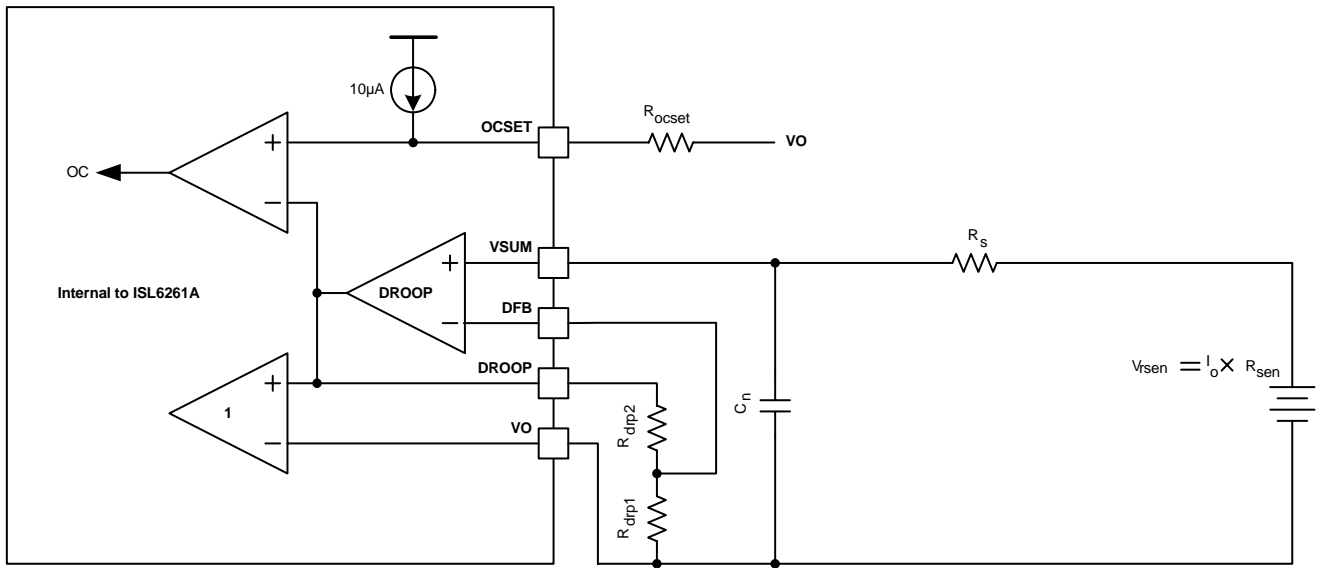 10µA
OCSET
R ocset
VO
+
−
OC
VSUM
R s
+
−
DROOP
Internal to ISL6261A
DFB
DROOP
+
−
1
VO
R drp2
R drp1
C n
Vrsen = I o × R sen